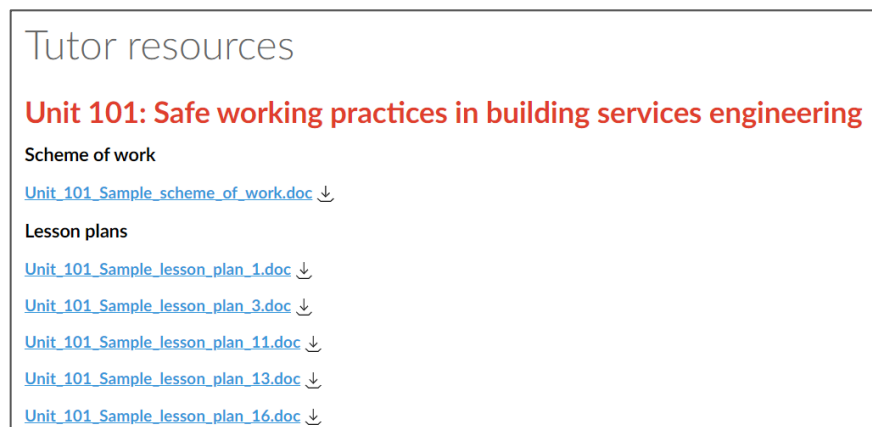 Tutor resources
Unit 101: Safe working practices in building services engineering
Scheme of work
Unit_101_Sample_scheme_of_work.doc
Lesson plans
Unit_101_Sample_lesson_plan_1.doc
Unit_101_Sample_lesson_plan_3.doc
Unit_101_Sample_lesson_plan_11.doc
Unit_101_Sample_lesson_plan_13.doc
Unit_101_Sample_lesson_plan_16.doc